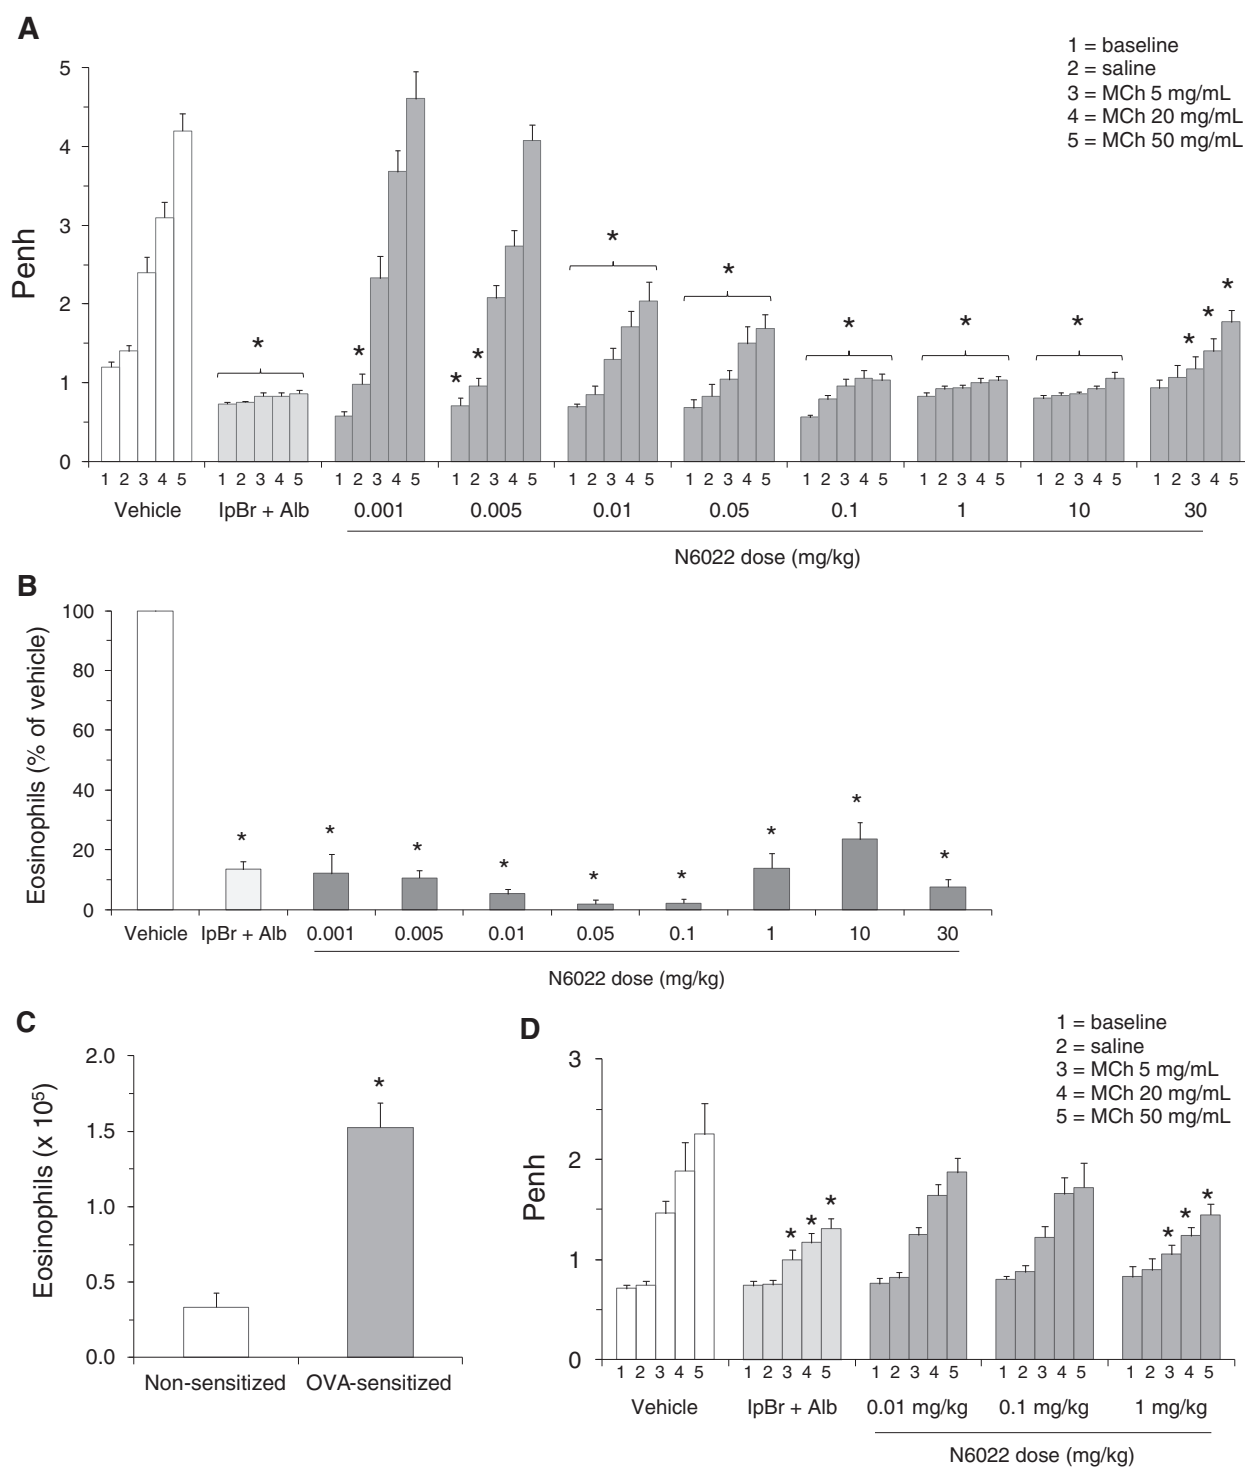 A
1 = baseline
2 = saline
3 = MCh 5 mg/mL
4 = MCh 20 mg/mL
5 = MCh 50 mg/mL
Penh
5
4
3
2
1
0
* * * * * * * * * * * *
1 2 3 4 5 1 2 3 4 5 1 2 3 4 5 1 2 3 4 5 1 2 3 4 5 1 2 3 4 5 1 2 3 4 5 1 2 3 4 5 1 2 3 4 5 1 2 3 4 5
Vehicle IpBr + Alb 0.001 0.005 0.01 0.05 0.1 1 10 30
N6022 dose (mg/kg)
B
Eosinophils (% of vehicle)
100
80
60
40
20
0
* * * * * * * * *
Vehicle IpBr + Alb 0.001 0.005 0.01 0.05 0.1 1 10 30
N6022 dose (mg/kg)
C
Eosinophils (x 10⁵)
2.0
1.5
1.0
0.5
0.0
*
Non-sensitized OVA-sensitized
D
1 = baseline
2 = saline
3 = MCh 5 mg/mL
4 = MCh 20 mg/mL
5 = MCh 50 mg/mL
Penh
3
2
1
0
* * * * * *
1 2 3 4 5 1 2 3 4 5 1 2 3 4 5 1 2 3 4 5 1 2 3 4 5
Vehicle IpBr + Alb 0.01 mg/kg 0.1 mg/kg 1 mg/kg
N6022 dose (mg/kg)